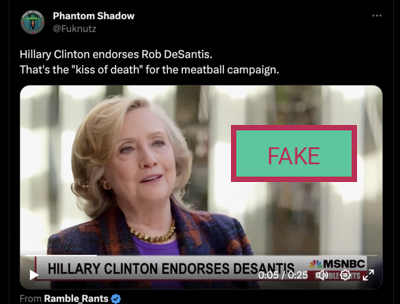 Phantom Shadow
@Fuknutz
Hillary Clinton endorses Rob DeSantis.
That's the "kiss of death" for the meatball campaign.
FAKE
MSNBC
HILLARY CLINTON ENDORSES DESANTIS
0:05 / 0:25
From Ramble_Rants